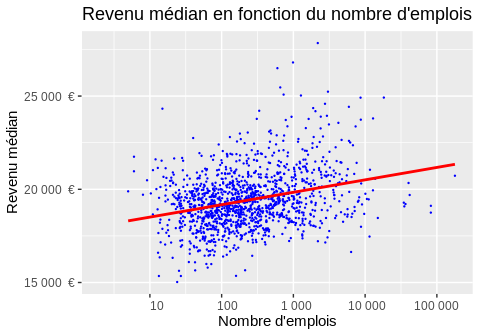 Revenu médian en fonction du nombre d'emplois
Revenu médian
25 000 €
20 000 €
15 000 €
10 100 1 000 10 000 100 000
Nombre d'emplois